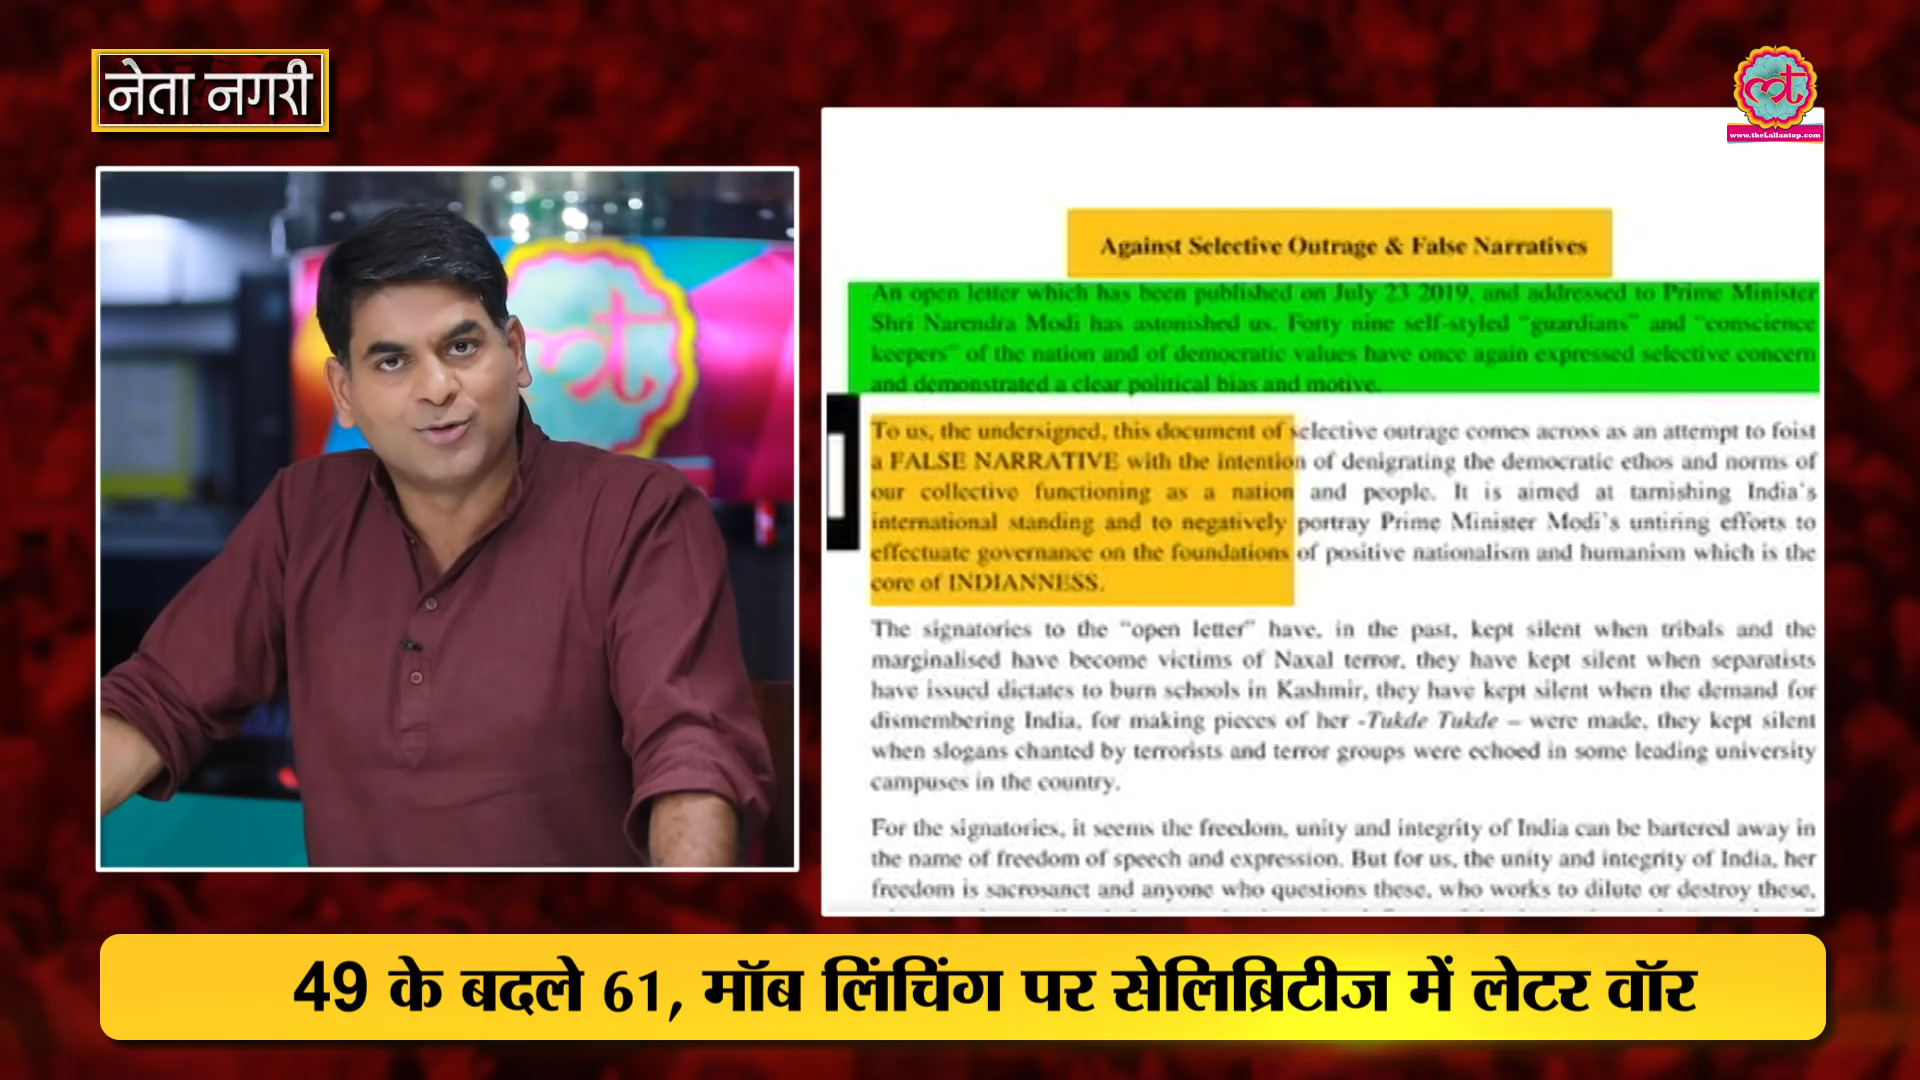 नेता नगरी
www.theLallantop.com
Against Selective Outrage & False Narratives
An open letter which has been published on July 23 2019, and addressed to Prime Minister
Shri Narendra Modi has astonished us. Forty nine self-styled "guardians" and "conscience
keepers" of the nation and of democratic values have once again expressed selective concern
and demonstrated a clear political bias and motive.
To us, the undersigned, this document of selective outrage comes across as an attempt to foist
a FALSE NARRATIVE with the intention of denigrating the democratic ethos and norms of
our collective functioning as a nation and people. It is aimed at tarnishing India's
international standing and to negatively portray Prime Minister Modi's untiring efforts to
effectuate governance on the foundations of positive nationalism and humanism which is the
core of INDIANNESS.
The signatories to the "open letter" have, in the past, kept silent when tribals and the
marginalised have become victims of Naxal terror, they have kept silent when separatists
have issued dictates to burn schools in Kashmir, they have kept silent when the demand for
dismembering India, for making pieces of her -Tukde Tukde – were made, they kept silent
when slogans chanted by terrorists and terror groups were echoed in some leading university
campuses in the country.
For the signatories, it seems the freedom, unity and integrity of India can be bartered away in
the name of freedom of speech and expression. But for us, the unity and integrity of India, her
freedom is sacrosanct and anyone who questions these, who works to dilute or destroy these,
49 के बदले 61, मॉब लिंचिंग पर सेलिब्रिटीज में लेटर वॉर